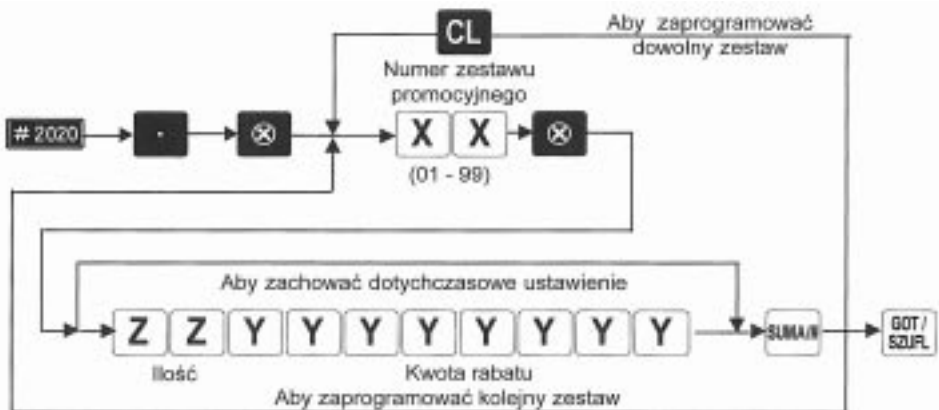 CL
Aby zaprogramować
dowolny zestaw
Numer zestawu
promocyjnego
# 2020 · ⊗ X X ⊗
(01 - 99)
Aby zachować dotychczasowe ustawienie
Z Z Y Y Y Y Y Y Y Y SUMA/N GOT /
SZUFL
Ilość Kwota rabatu
Aby zaprogramować kolejny zestaw